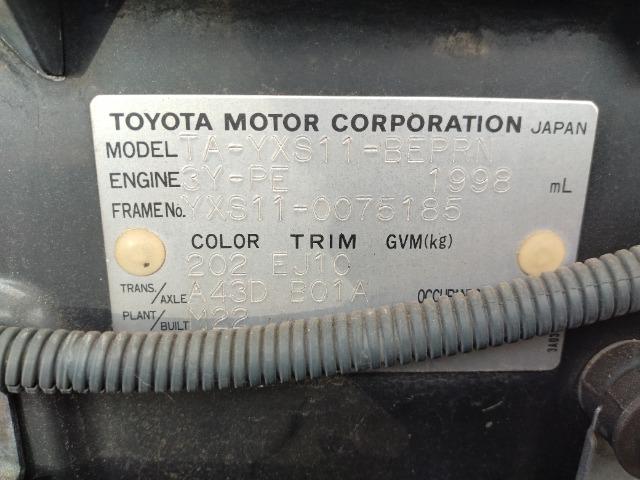 TOYOTA MOTOR CORPORATION JAPAN
MODEL TA-YXS11-BEPRN
ENGINE 3Y-PE 1998 mL
FRAME No. YXS11-0075185
COLOR TRIM GVM(kg)
202 EJ10
TRANS./AXLE A43D B01A
PLANT/BUILT M22